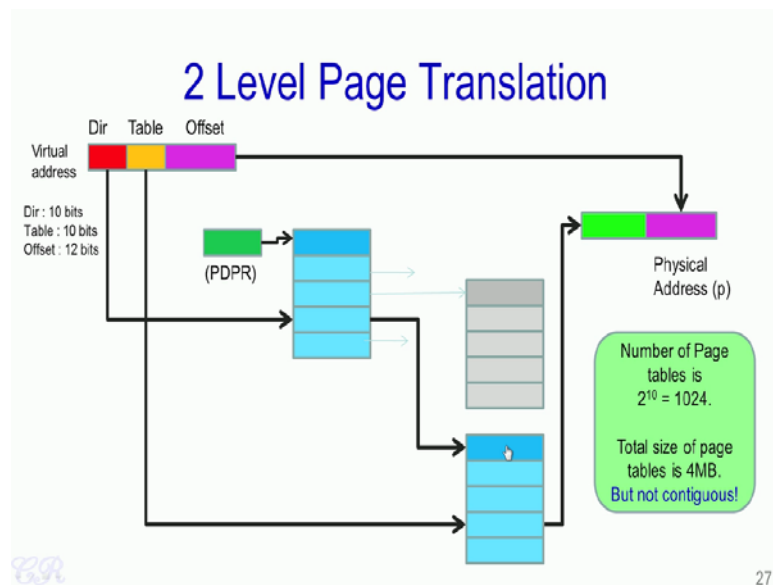 2 Level Page Translation
Dir Table Offset
Virtual
address
Dir : 10 bits
Table : 10 bits
Offset : 12 bits
(PDPR)
Physical
Address (p)
Number of Page
tables is
2¹⁰ = 1024.
Total size of page
tables is 4MB.
But not contiguous!
CR
27